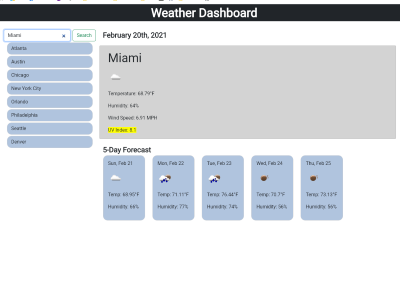 Weather Dashboard
Miami
Search
Atlanta
Austin
Chicago
New York City
Orlando
Philadelphia
Seattle
Denver
February 20th, 2021
Miami
Temperature: 68.79°F
Humidity: 64%
Wind Speed: 6.91 MPH
UV Index: 8.1
5-Day Forecast
Sun, Feb 21
Temp: 68.95°F
Humidity: 66%
Mon, Feb 22
Temp: 71.11°F
Humidity: 77%
Tue, Feb 23
Temp: 76.44°F
Humidity: 74%
Wed, Feb 24
Temp: 70.7°F
Humidity: 56%
Thu, Feb 25
Temp: 73.13°F
Humidity: 56%